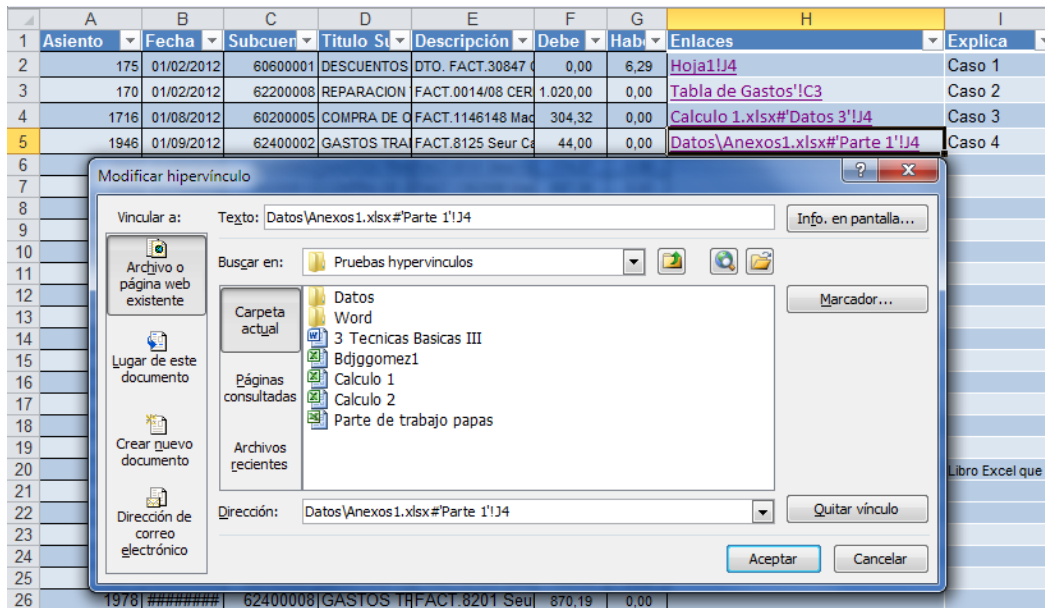 A B C D E F G H I
1 Asiento Fecha Subcuen Titulo Su Descripción Debe Hab Enlaces Explica
2 175 01/02/2012 60600001 DESCUENTOS DTO. FACT.30847 0,00 6,29 Hoja1!J4 Caso 1
3 170 01/02/2012 62200008 REPARACION FACT.0014/08 CER 1.020,00 0,00 Tabla de Gastos'!C3 Caso 2
4 1716 01/08/2012 60200005 COMPRA DE O FACT.1146148 Mac 304,32 0,00 Calculo 1.xlsx#'Datos 3'!J4 Caso 3
5 1946 01/09/2012 62400002 GASTOS TRA FACT.8125 Seur Ca 44,00 0,00 Datos\Anexos1.xlsx#'Parte 1'!J4 Caso 4
6
7
8
9
10
11
12
13
14
15
16
17
18
19
20 Libro Excel que
21
22
23
24
25
26 1978 ######## 62400008 GASTOS TR FACT.8201 Seu 870,19 0,00
Modificar hipervínculo
Vincular a:
Texto: Datos\Anexos1.xlsx#'Parte 1'!J4
Info. en pantalla...
Archivo o
página web
existente
Lugar de este
documento
Crear nuevo
documento
Dirección de
correo
electrónico
Buscar en: Pruebas hypervinculos
Carpeta
actual
Páginas
consultadas
Archivos
recientes
Datos
Word
3 Tecnicas Basicas III
Bdjggomez1
Calculo 1
Calculo 2
Parte de trabajo papas
Marcador...
Dirección: Datos\Anexos1.xlsx#'Parte 1'!J4
Quitar vínculo
Aceptar Cancelar